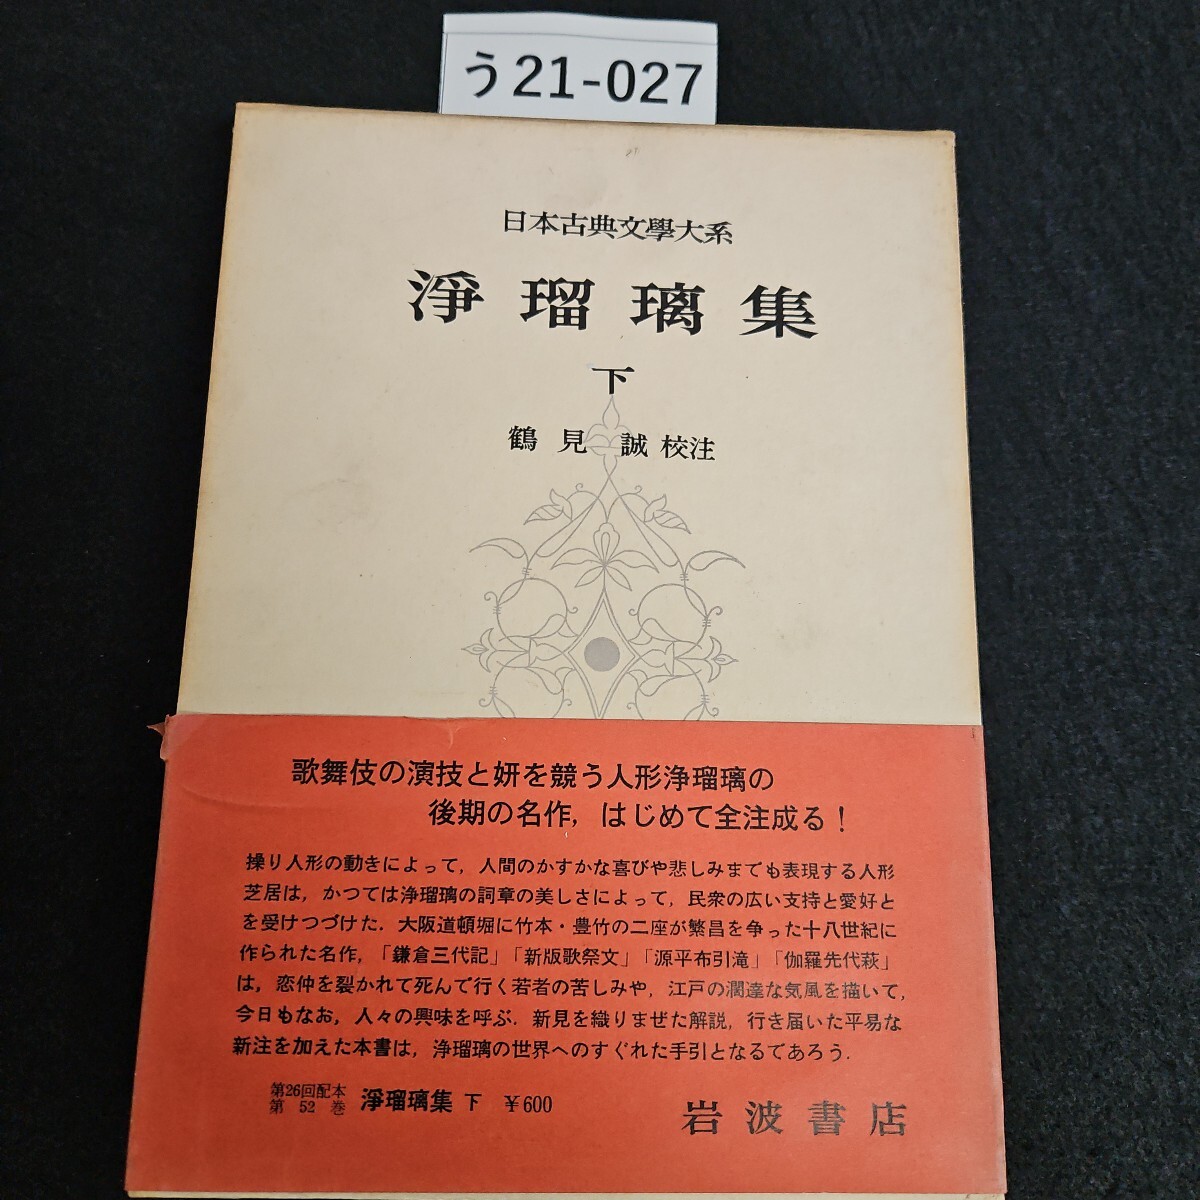 う21-027
日本古典文學大系
淨瑠璃集
下
鶴見 誠 校注
歌舞伎の演技と妍を競う人形浄瑠璃の
後期の名作，はじめて全注成る！
操り人形の動きによって，人間のかすかな喜びや悲しみまでも表現する人形
芝居は，かつては浄瑠璃の詞章の美しさによって，民衆の広い支持と愛好と
を受けつづけた．大阪道頓堀に竹本・豊竹の二座が繁昌を争った十八世紀に
作られた名作，「鎌倉三代記」「新版歌祭文」「源平布引滝」「伽羅先代萩」
は，恋仲を裂かれて死んで行く若者の苦しみや，江戸の濶達な気風を描いて，
今日もなお，人々の興味を呼ぶ．新見を織りまぜた解説，行き届いた平易な
新注を加えた本書は，浄瑠璃の世界へのすぐれた手引となるであろう．
第26回配本
第 52 巻 淨瑠璃集 下 ￥600
岩波書店